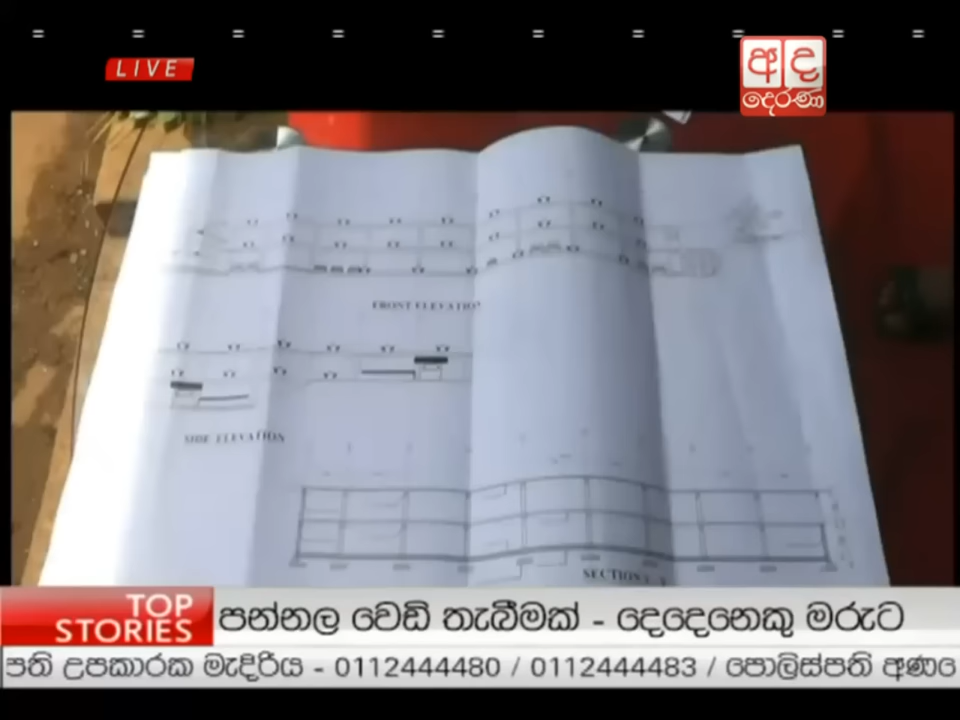 LIVE
අද
දෙරණ
FRONT ELEVATION
SIDE ELEVATION
SECTION
TOP
STORIES
පන්නල වෙඩි තැබීමක් - දෙදෙනෙකු මරුට
පති උපකාරක මැදිරිය - 0112444480 / 0112444483 / පොලිස්පති අණ